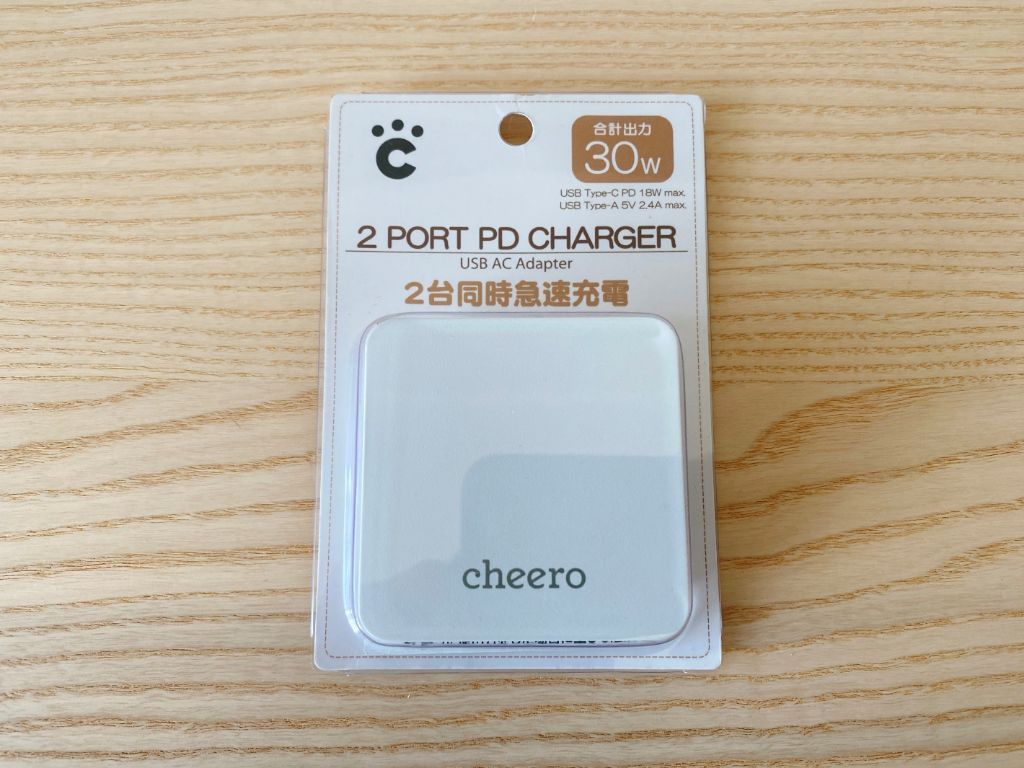 c
合計出力
30W
USB Type-C PD 18W max.
USB Type-A 5V 2.4A max.
2 PORT PD CHARGER
USB AC Adapter
2台同時急速充電
cheero